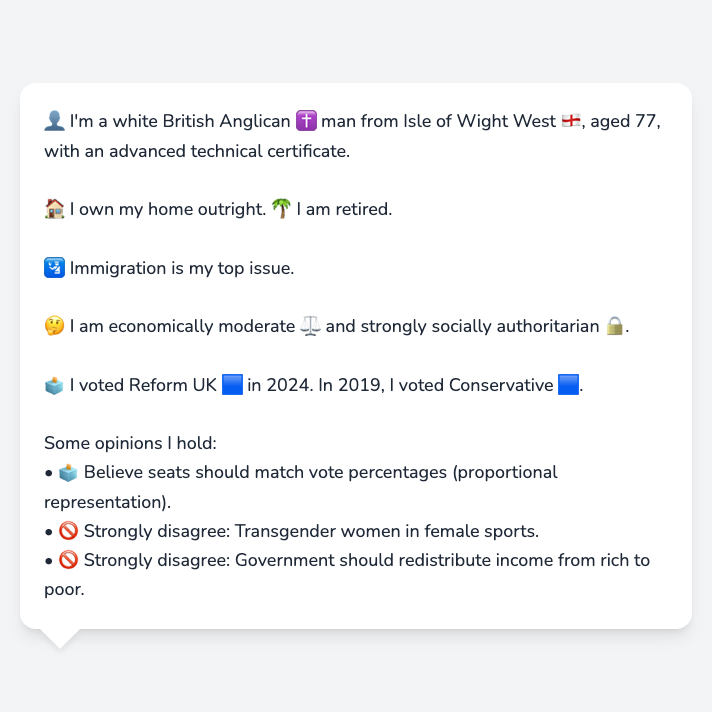 👤 I'm a white British Anglican ✝️ man from Isle of Wight West 🏴󠁧󠁢󠁥󠁮󠁧󠁿, aged 77,
with an advanced technical certificate.
🏠 I own my home outright. 🌴 I am retired.
🛂 Immigration is my top issue.
🤔 I am economically moderate ⚖️ and strongly socially authoritarian 🔒.
🗳️ I voted Reform UK 🟦 in 2024. In 2019, I voted Conservative 🟦.
Some opinions I hold:
• 🗳️ Believe seats should match vote percentages (proportional
representation).
• 🚫 Strongly disagree: Transgender women in female sports.
• 🚫 Strongly disagree: Government should redistribute income from rich to
poor.